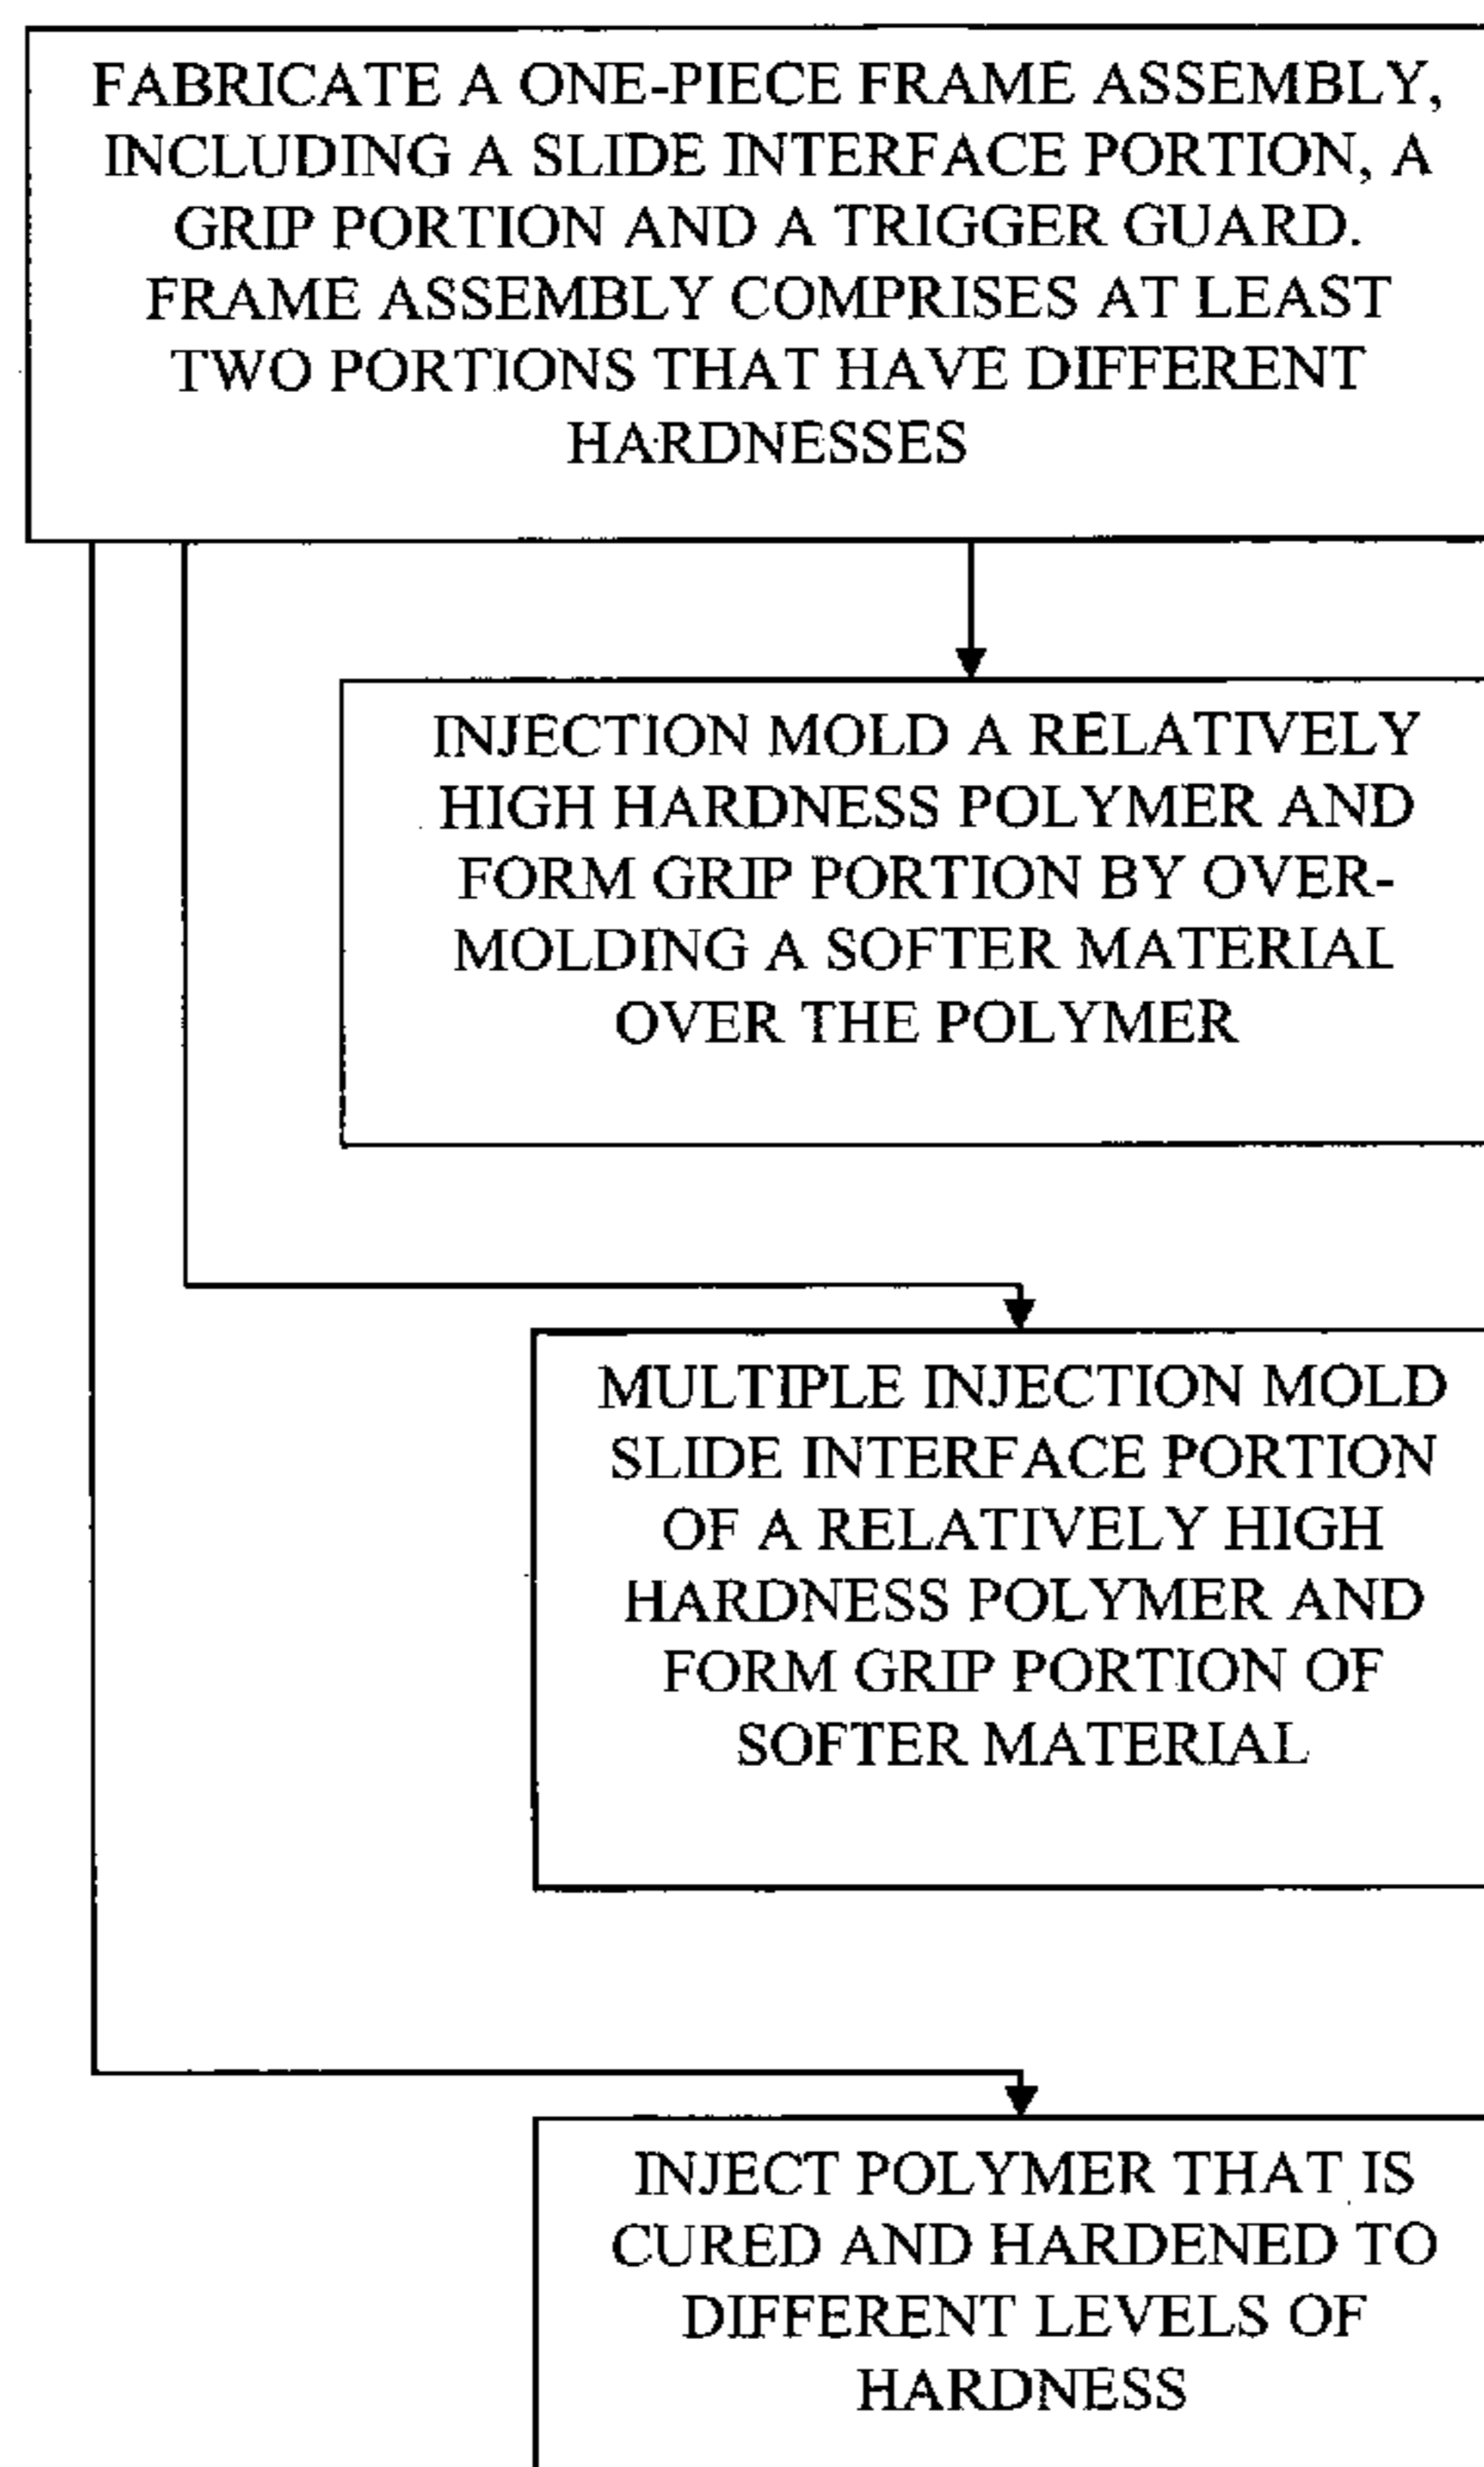 FABRICATE A ONE-PIECE FRAME ASSEMBLY,
INCLUDING A SLIDE INTERFACE PORTION, A
GRIP PORTION AND A TRIGGER GUARD.
FRAME ASSEMBLY COMPRISES AT LEAST
TWO PORTIONS THAT HAVE DIFFERENT
HARDNESSES
INJECTION MOLD A RELATIVELY
HIGH HARDNESS POLYMER AND
FORM GRIP PORTION BY OVER-
MOLDING A SOFTER MATERIAL
OVER THE POLYMER
MULTIPLE INJECTION MOLD
SLIDE INTERFACE PORTION
OF A RELATIVELY HIGH
HARDNESS POLYMER AND
FORM GRIP PORTION OF
SOFTER MATERIAL
INJECT POLYMER THAT IS
CURED AND HARDENED TO
DIFFERENT LEVELS OF
HARDNESS